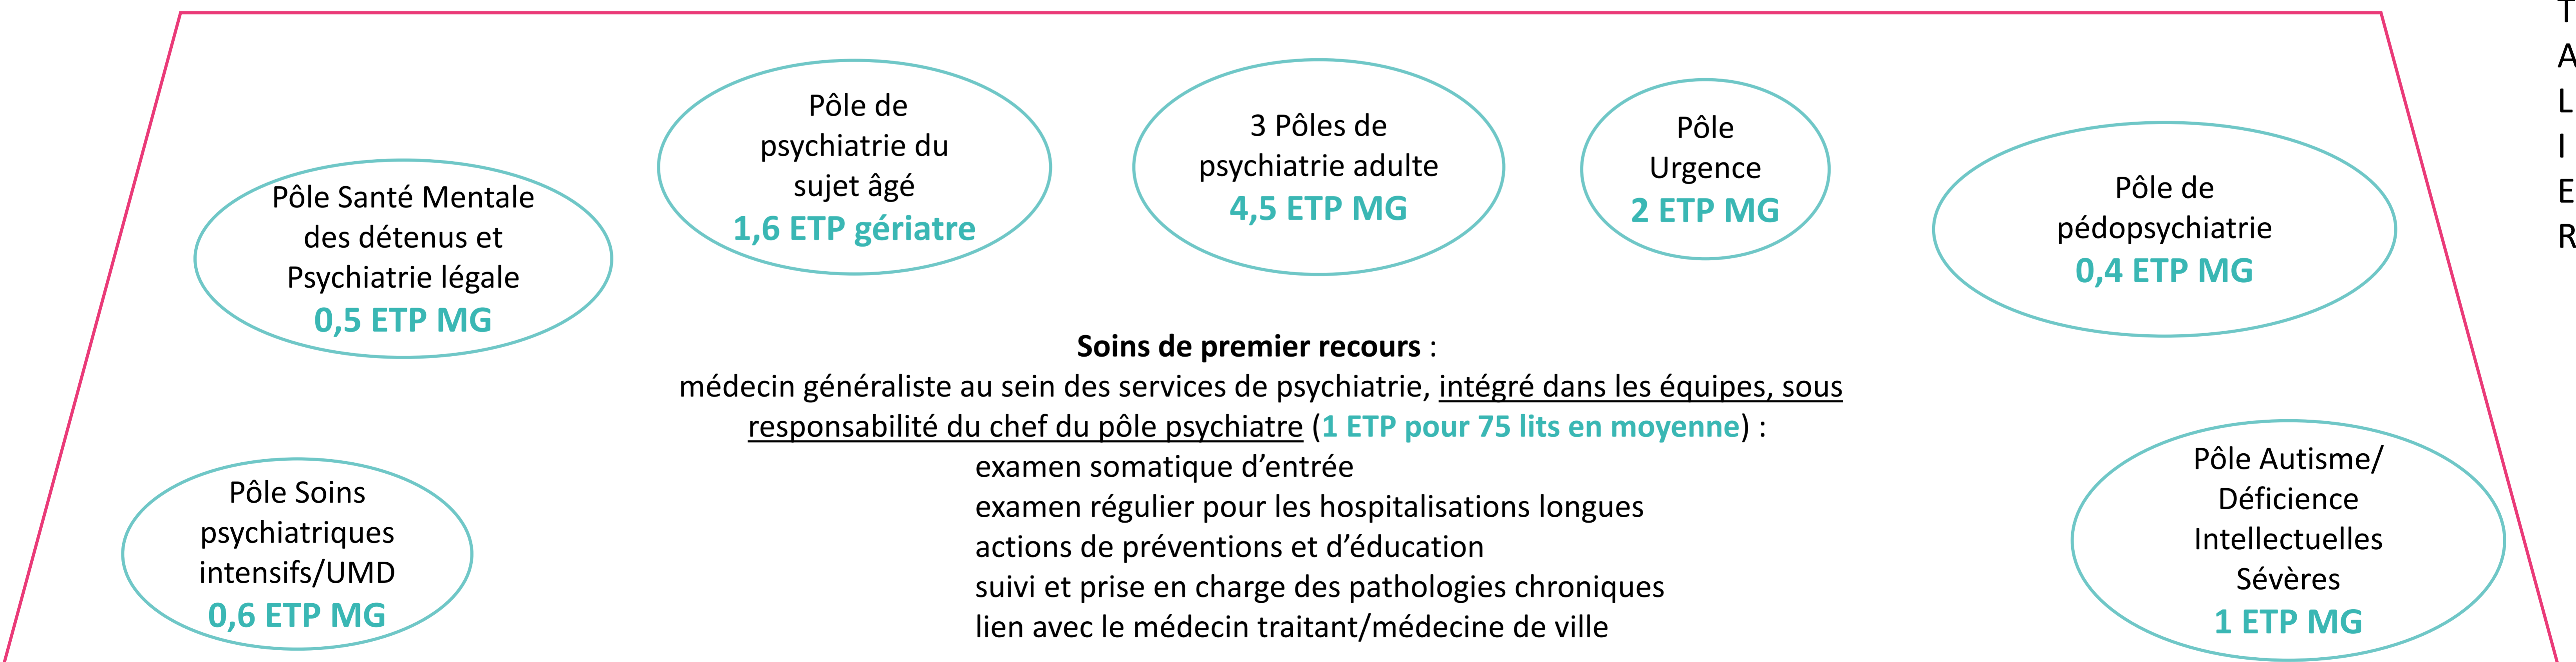 Pôle Santé Mentale
des détenus et
Psychiatrie légale
0,5 ETP MG
Pôle de
psychiatrie du
sujet âgé
1,6 ETP gériatre
3 Pôles de
psychiatrie adulte
4,5 ETP MG
Pôle
Urgence
2 ETP MG
Pôle de
pédopsychiatrie
0,4 ETP MG
T
A
L
I
E
R
Soins de premier recours :
médecin généraliste au sein des services de psychiatrie, intégré dans les équipes, sous
responsabilité du chef du pôle psychiatre (1 ETP pour 75 lits en moyenne) :
examen somatique d’entrée
examen régulier pour les hospitalisations longues
actions de préventions et d’éducation
suivi et prise en charge des pathologies chroniques
lien avec le médecin traitant/médecine de ville
Pôle Soins
psychiatriques
intensifs/UMD
0,6 ETP MG
Pôle Autisme/
Déficience
Intellectuelles
Sévères
1 ETP MG